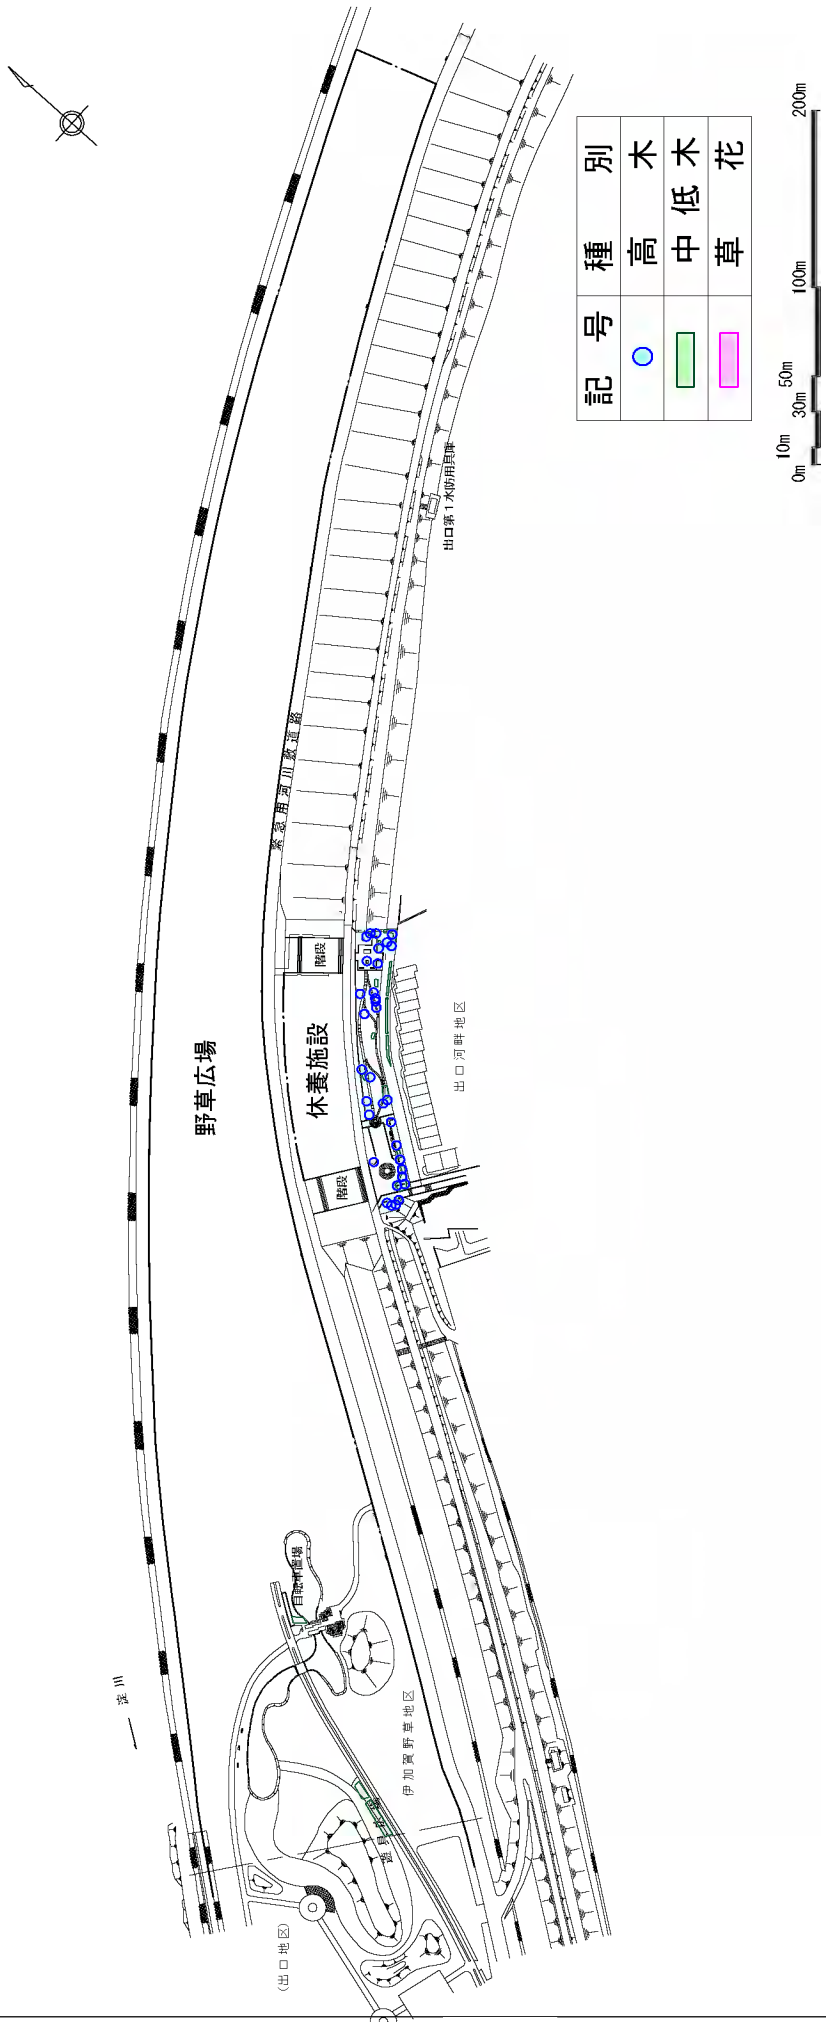 記号 種別
高木
中低木
草花
0m 10m 30m 50m 100m 200m
出口第1水防用具庫
緊急用河川敷道路
階段
野草広場
休養施設
出口河畔地区
階段
自転車置場
淀川
伊加賀野草地区
(出口地区)